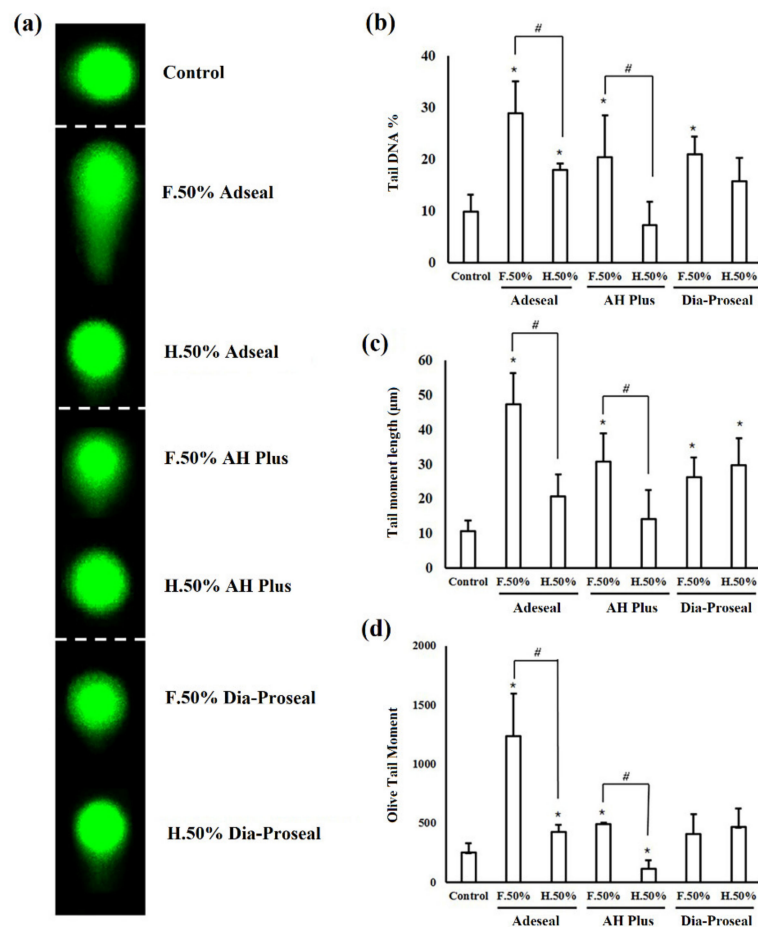 (a)
Control
F.50% Adseal
H.50% Adseal
F.50% AH Plus
H.50% AH Plus
F.50% Dia-Proseal
H.50% Dia-Proseal
(b)
Tail DNA %
40
30
20
10
0
# #
* * * *
Control F.50% H.50% F.50% H.50% F.50% H.50%
Adeseal AH Plus Dia-Proseal
(c)
Tail moment length (μm)
60
50
40
30
20
10
0
# #
* * * *
Control F.50% H.50% F.50% H.50% F.50% H.50%
Adeseal AH Plus Dia-Proseal
(d)
Olive Tail Moment
2000
1500
1000
500
0
# #
* * * *
Control F.50% H.50% F.50% H.50% F.50% H.50%
Adeseal AH Plus Dia-Proseal